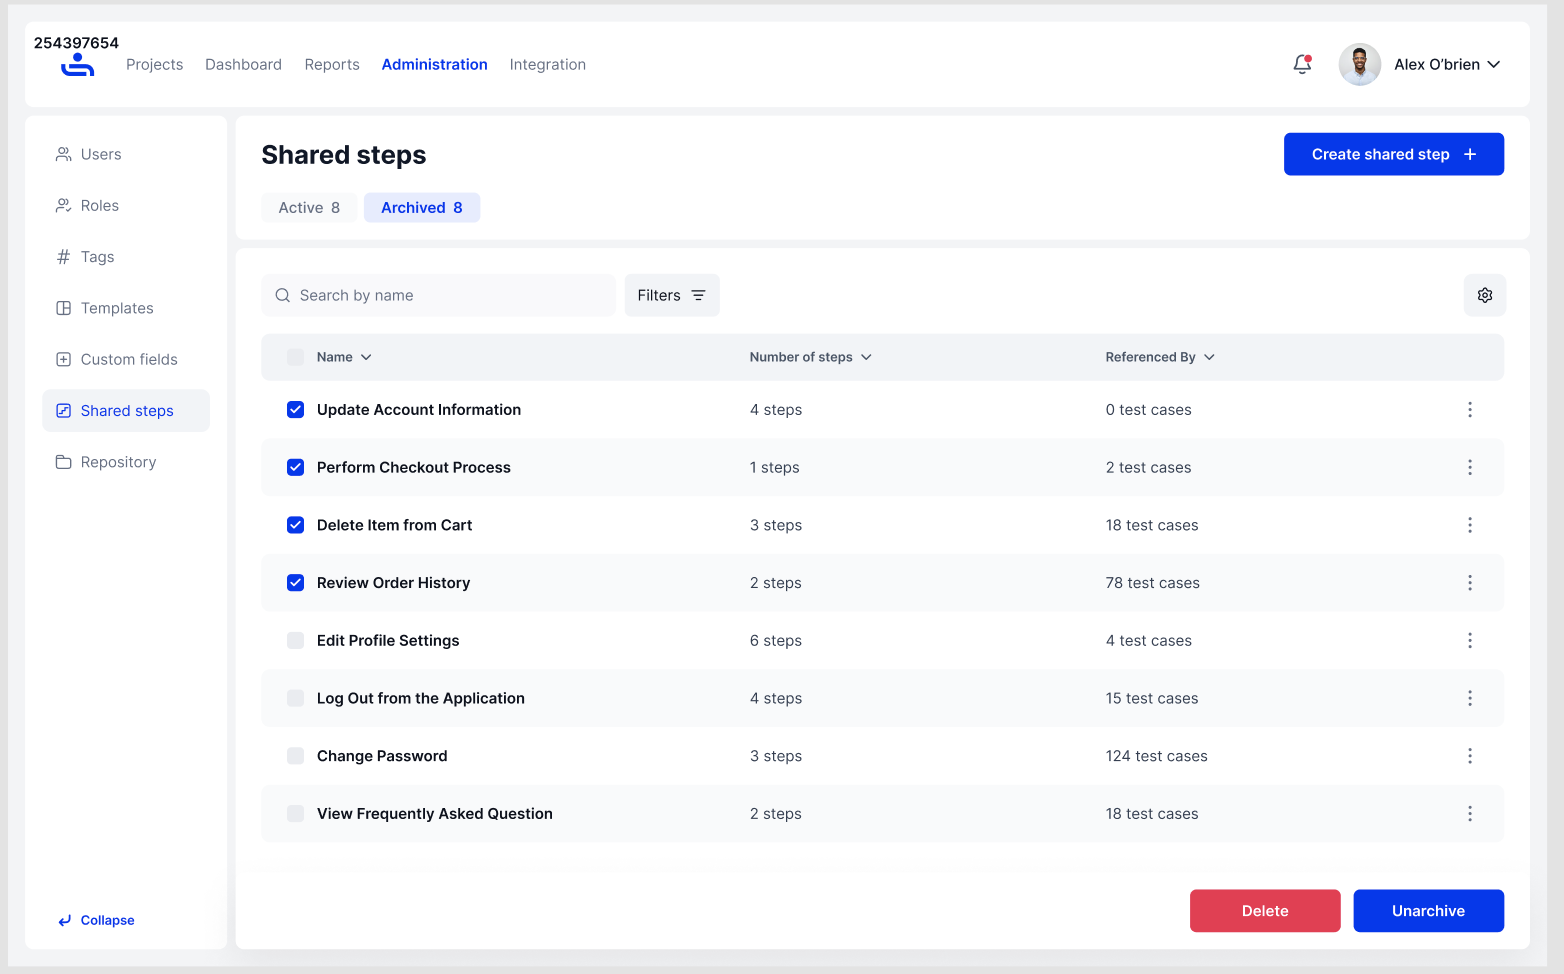 254397654
Projects Dashboard Reports Administration Integration
Alex O'brien
Users
Roles
Tags
Templates
Custom fields
Shared steps
Repository
Collapse
Shared steps
Create shared step
Active 8 Archived 8
Search by name Filters
Name Number of steps Referenced By
Update Account Information 4 steps 0 test cases
Perform Checkout Process 1 steps 2 test cases
Delete Item from Cart 3 steps 18 test cases
Review Order History 2 steps 78 test cases
Edit Profile Settings 6 steps 4 test cases
Log Out from the Application 4 steps 15 test cases
Change Password 3 steps 124 test cases
View Frequently Asked Question 2 steps 18 test cases
Delete Unarchive